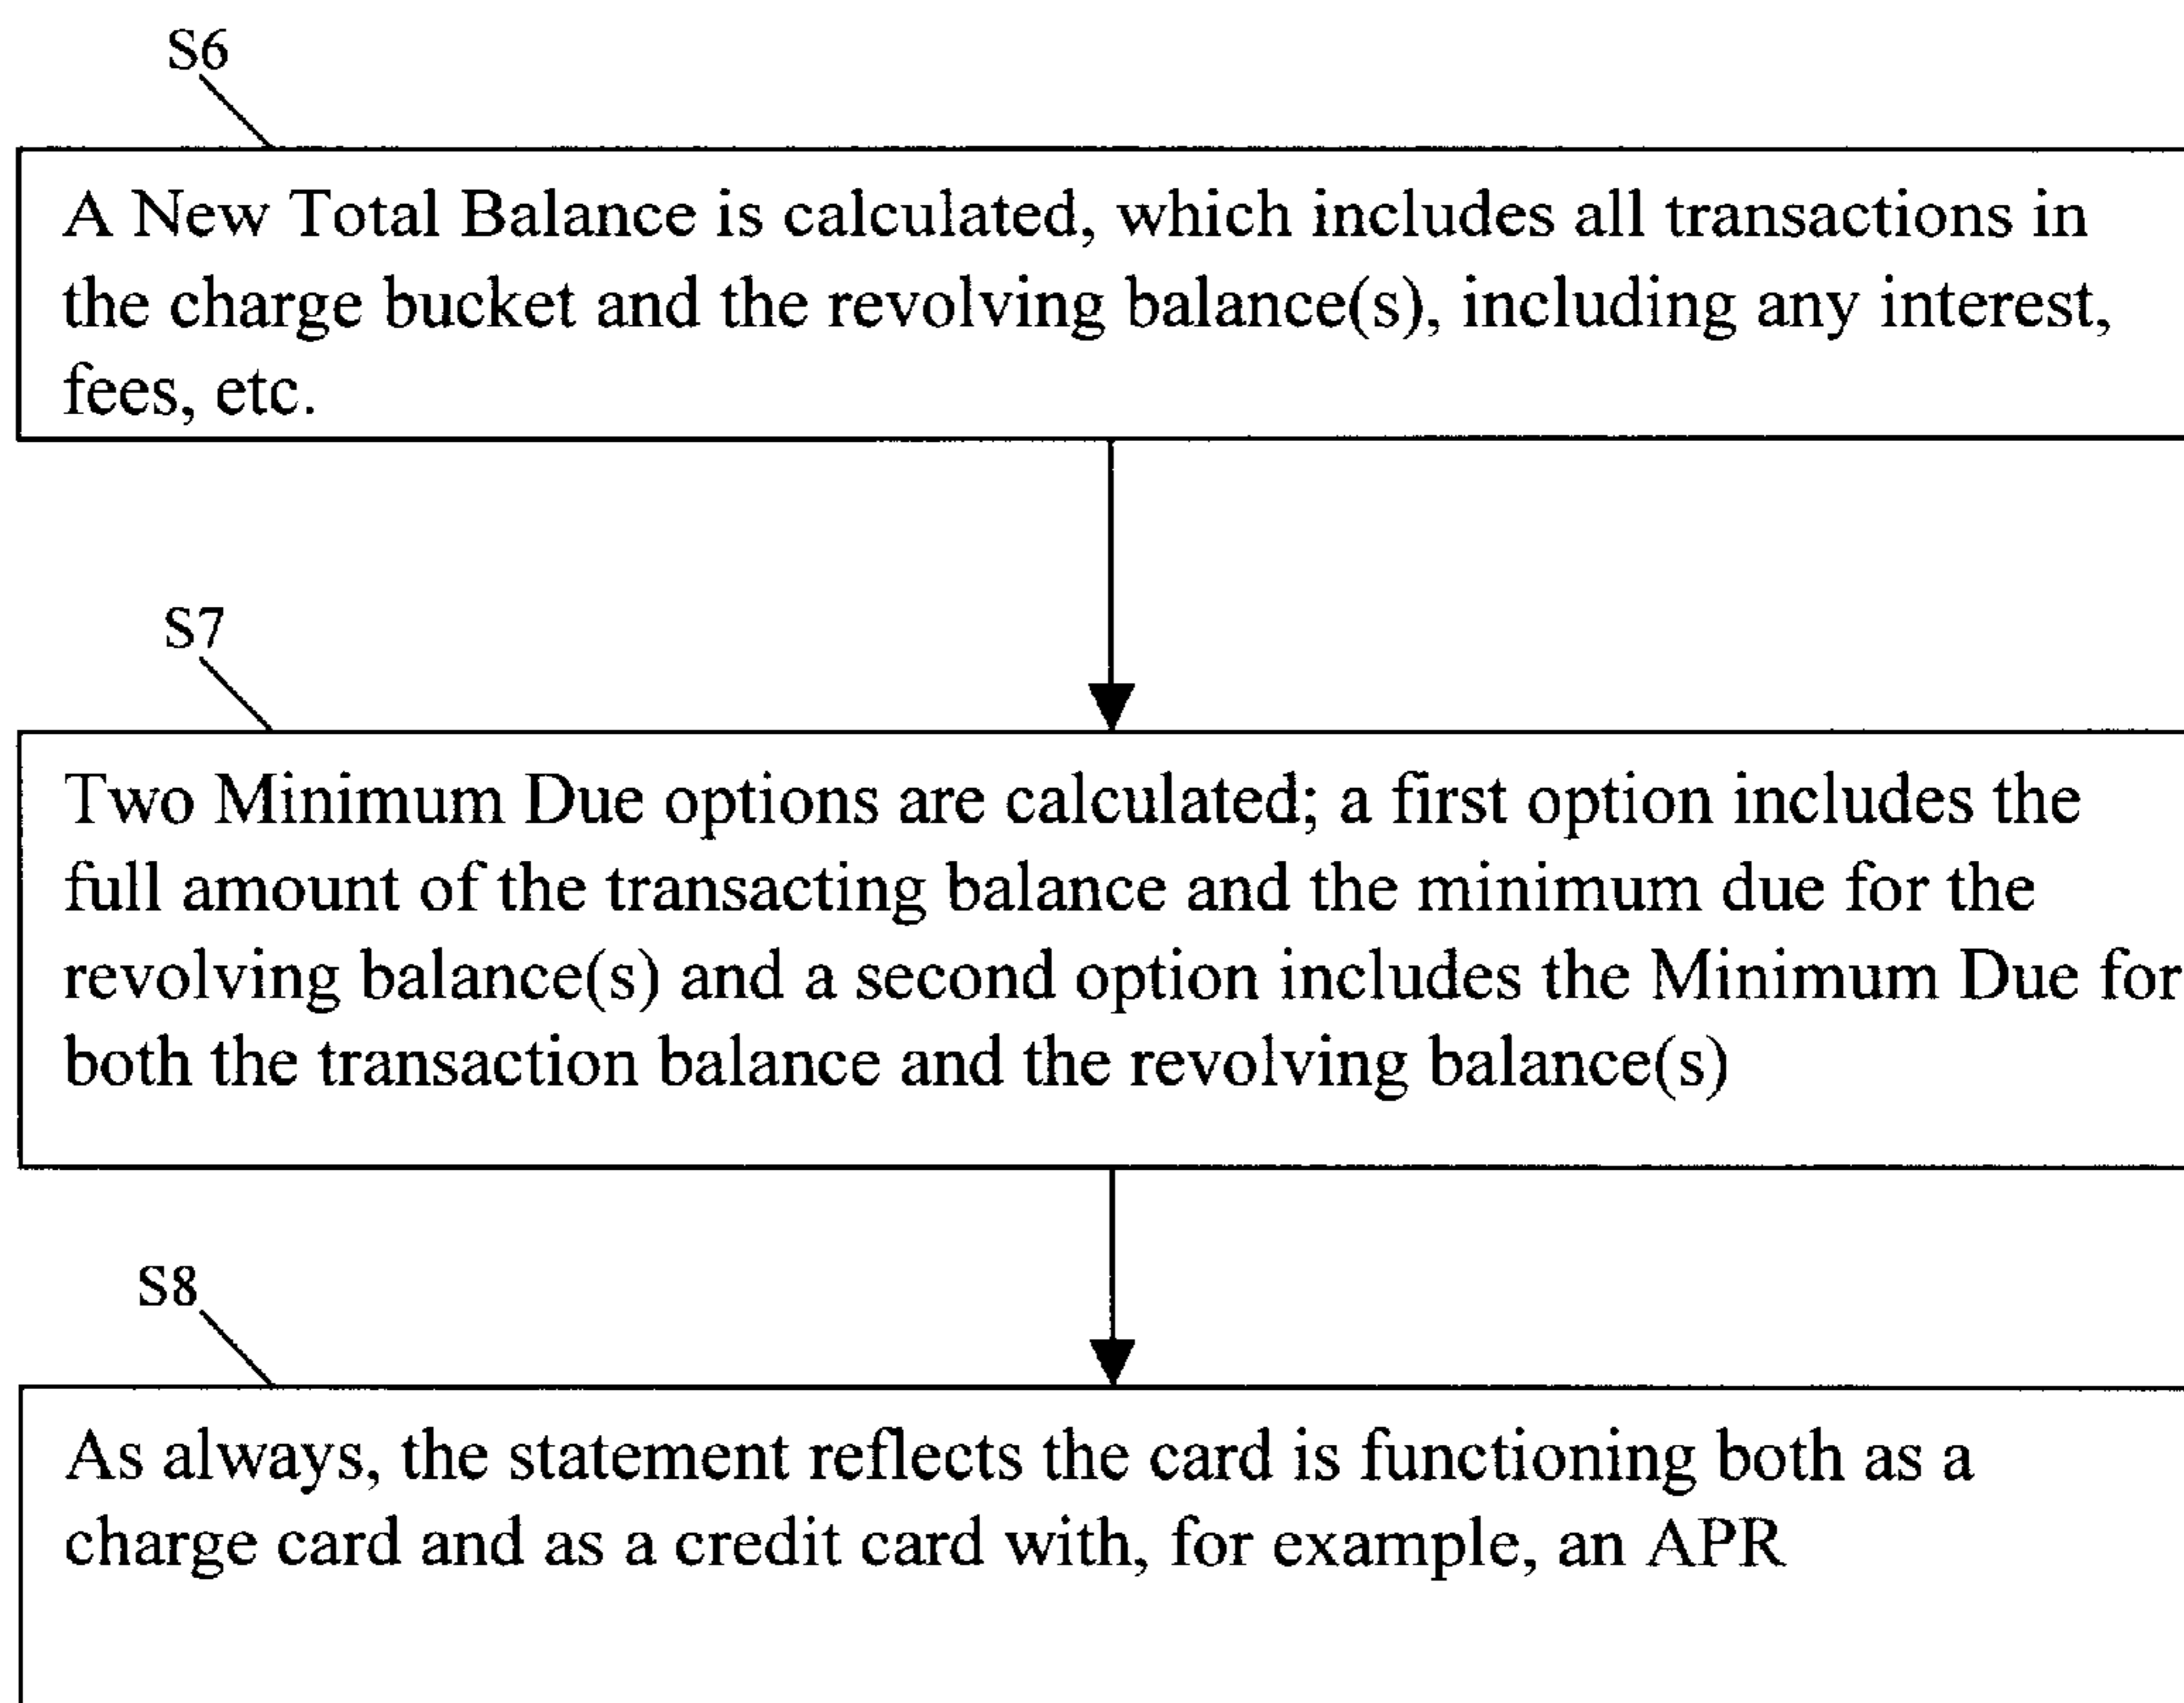 S6
A New Total Balance is calculated, which includes all transactions in
the charge bucket and the revolving balance(s), including any interest,
fees, etc.
S7
Two Minimum Due options are calculated; a first option includes the
full amount of the transacting balance and the minimum due for the
revolving balance(s) and a second option includes the Minimum Due for
both the transaction balance and the revolving balance(s)
S8
As always, the statement reflects the card is functioning both as a
charge card and as a credit card with, for example, an APR